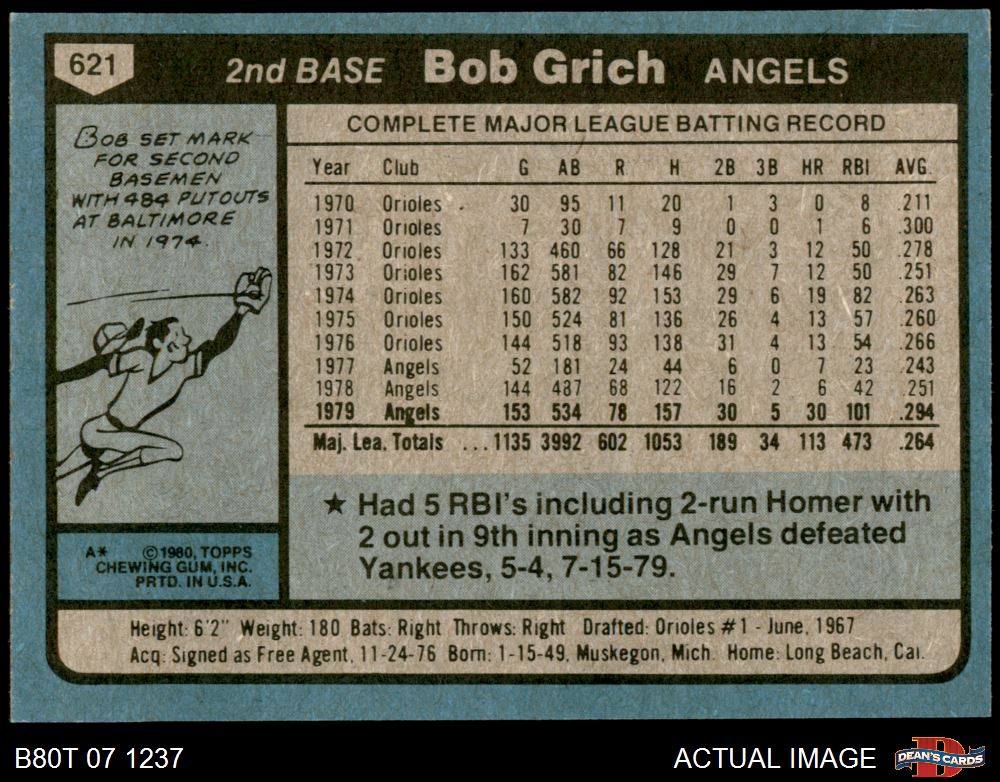 621
2nd BASE Bob Grich ANGELS
BOB SET MARK
FOR SECOND
BASEMEN
WITH 484 PUTOUTS
AT BALTIMORE
IN 1974.
A* ©1980, TOPPS
CHEWING GUM, INC.
PRTD. IN U.S.A.
COMPLETE MAJOR LEAGUE BATTING RECORD
Year Club G AB R H 2B 3B HR RBI AVG.
1970 Orioles 30 95 11 20 1 3 0 8 .211
1971 Orioles 7 30 7 9 0 0 1 6 .300
1972 Orioles 133 460 66 128 21 3 12 50 .278
1973 Orioles 162 581 82 146 29 7 12 50 .251
1974 Orioles 160 582 92 153 29 6 19 82 .263
1975 Orioles 150 524 81 136 26 4 13 57 .260
1976 Orioles 144 518 93 138 31 4 13 54 .266
1977 Angels 52 181 24 44 6 0 7 23 .243
1978 Angels 144 487 68 122 16 2 6 42 .251
1979 Angels 153 534 78 157 30 5 30 101 .294
Maj. Lea. Totals ...1135 3992 602 1053 189 34 113 473 .264
★ Had 5 RBI's including 2-run Homer with
2 out in 9th inning as Angels defeated
Yankees, 5-4, 7-15-79.
Height: 6'2" Weight: 180 Bats: Right Throws: Right Drafted: Orioles #1 - June, 1967
Acq: Signed as Free Agent, 11-24-76 Born: 1-15-49, Muskegon, Mich. Home: Long Beach, Cal.
B80T 07 1237 ACTUAL IMAGE DEAN'S CARDS